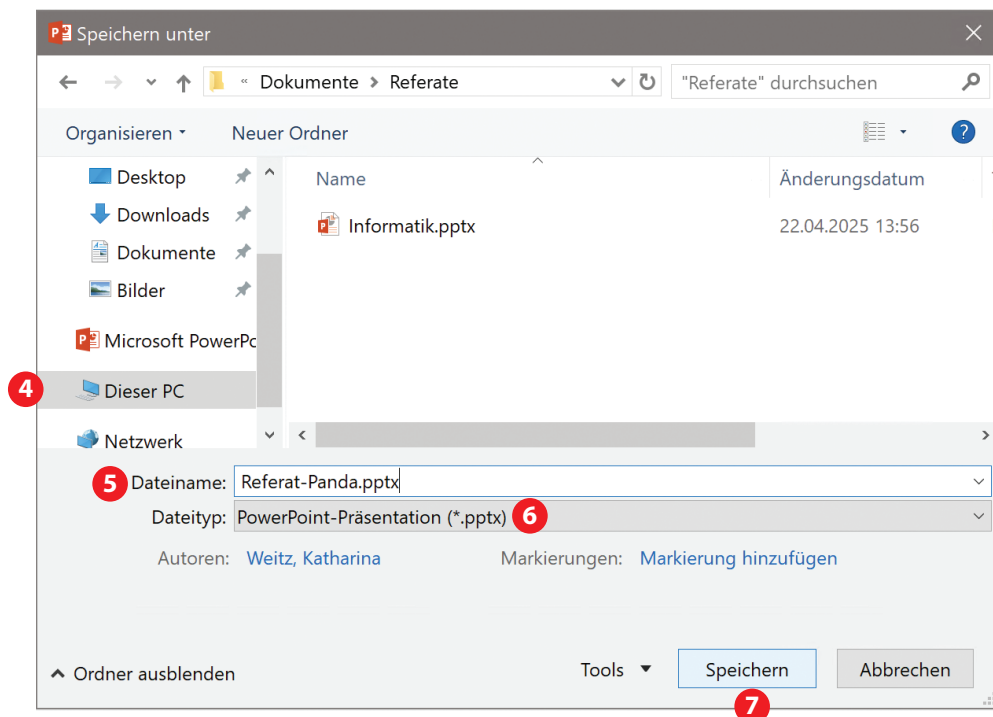 Speichern unter
« Dokumente > Referate "Referate" durchsuchen
Organisieren Neuer Ordner ?
Desktop
Downloads
Dokumente
Bilder
Microsoft PowerPo
4 Dieser PC
Netzwerk
Name Änderungsdatum
Informatik.pptx 22.04.2025 13:56
5 Dateiname: Referat-Panda.pptx
Dateityp: PowerPoint-Präsentation (*.pptx) 6
Autoren: Weitz, Katharina Markierungen: Markierung hinzufügen
Ordner ausblenden Tools Speichern Abbrechen
7